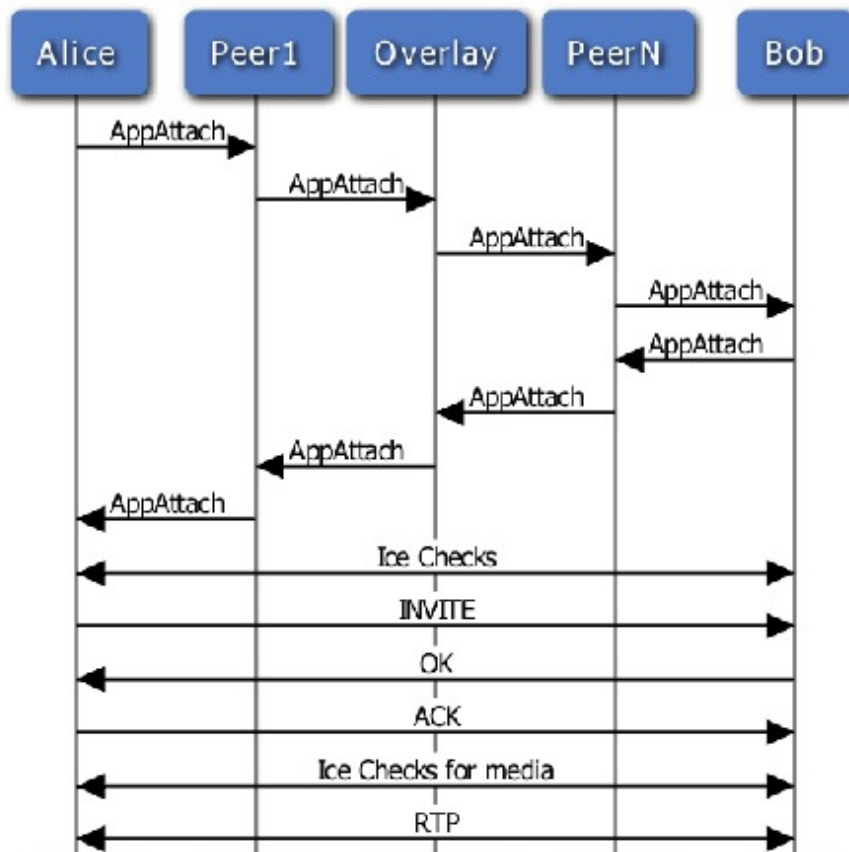 Alice Peer1 Overlay PeerN Bob
AppAttach
AppAttach
AppAttach
AppAttach
AppAttach
AppAttach
AppAttach
AppAttach
Ice Checks
INVITE
OK
ACK
Ice Checks for media
RTP